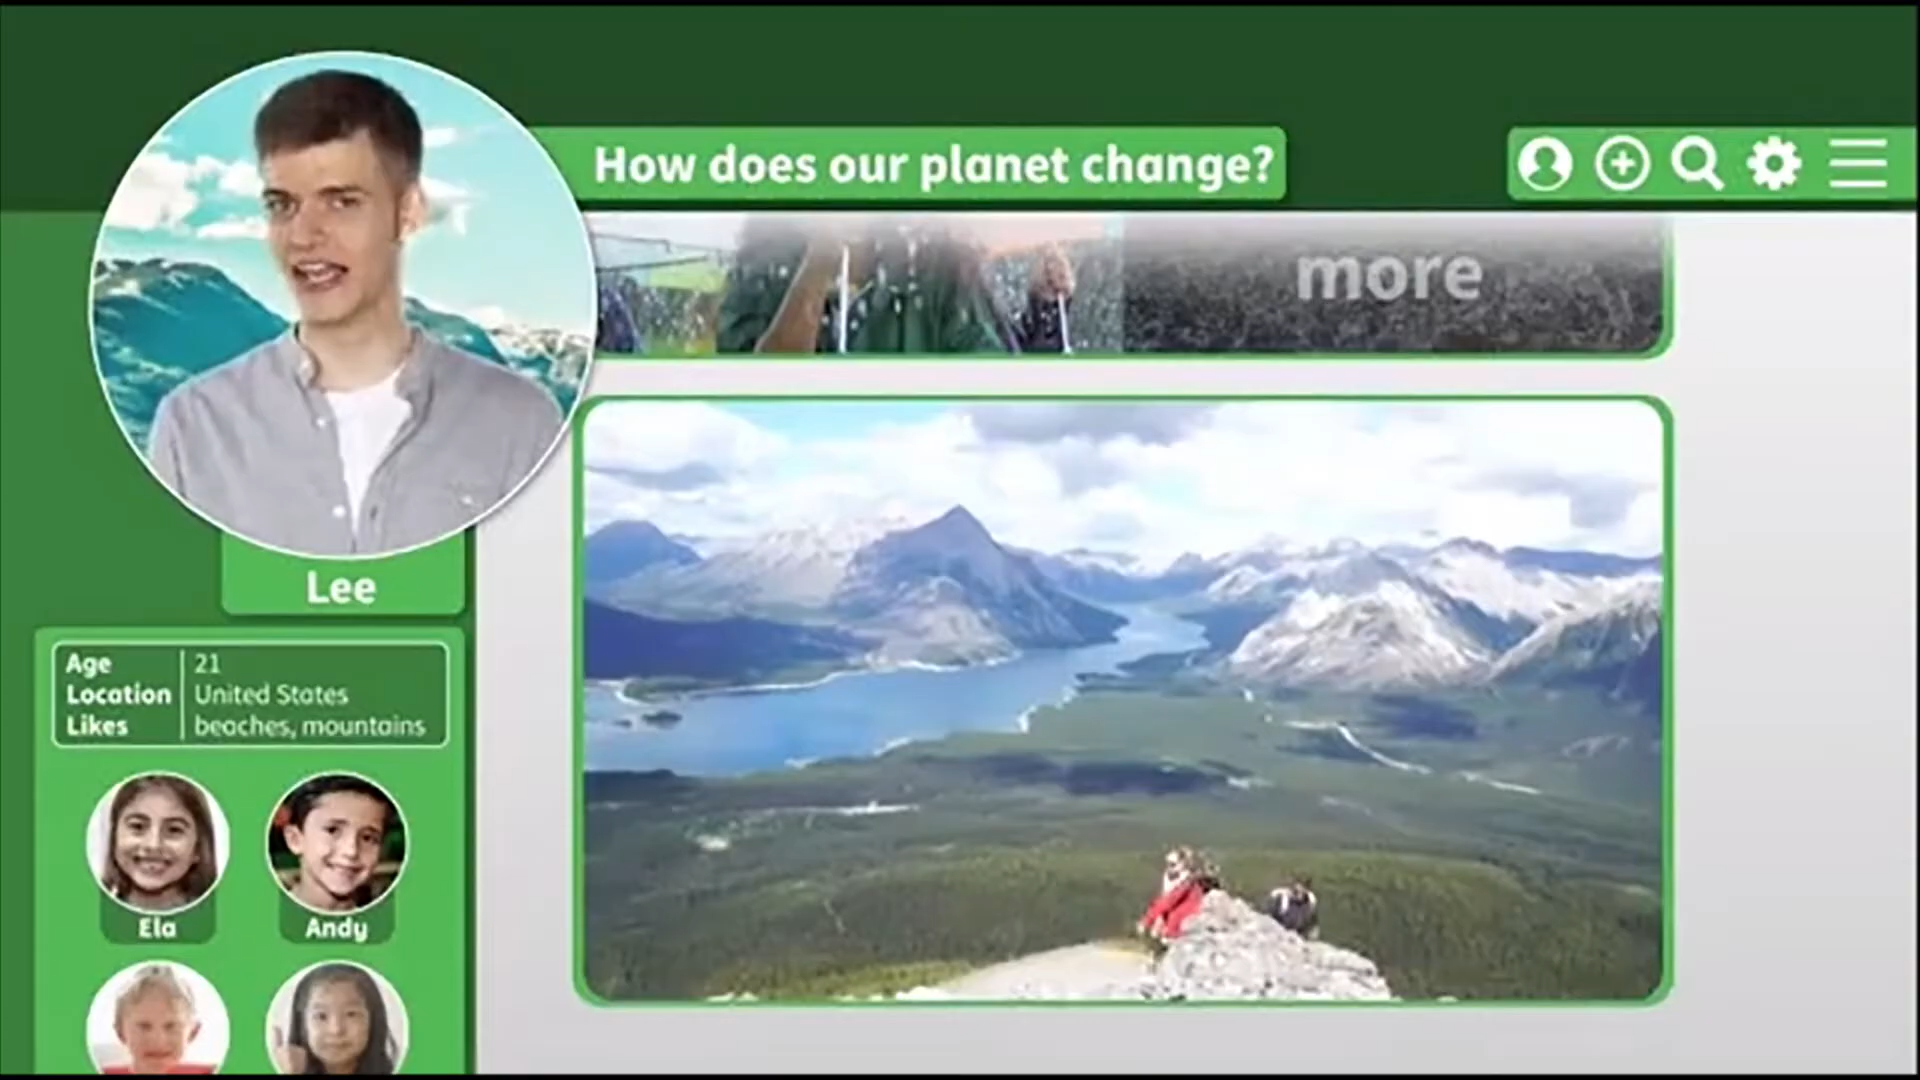 How does our planet change?
more
Lee
Age 21
Location United States
Likes beaches, mountains
Ela
Andy